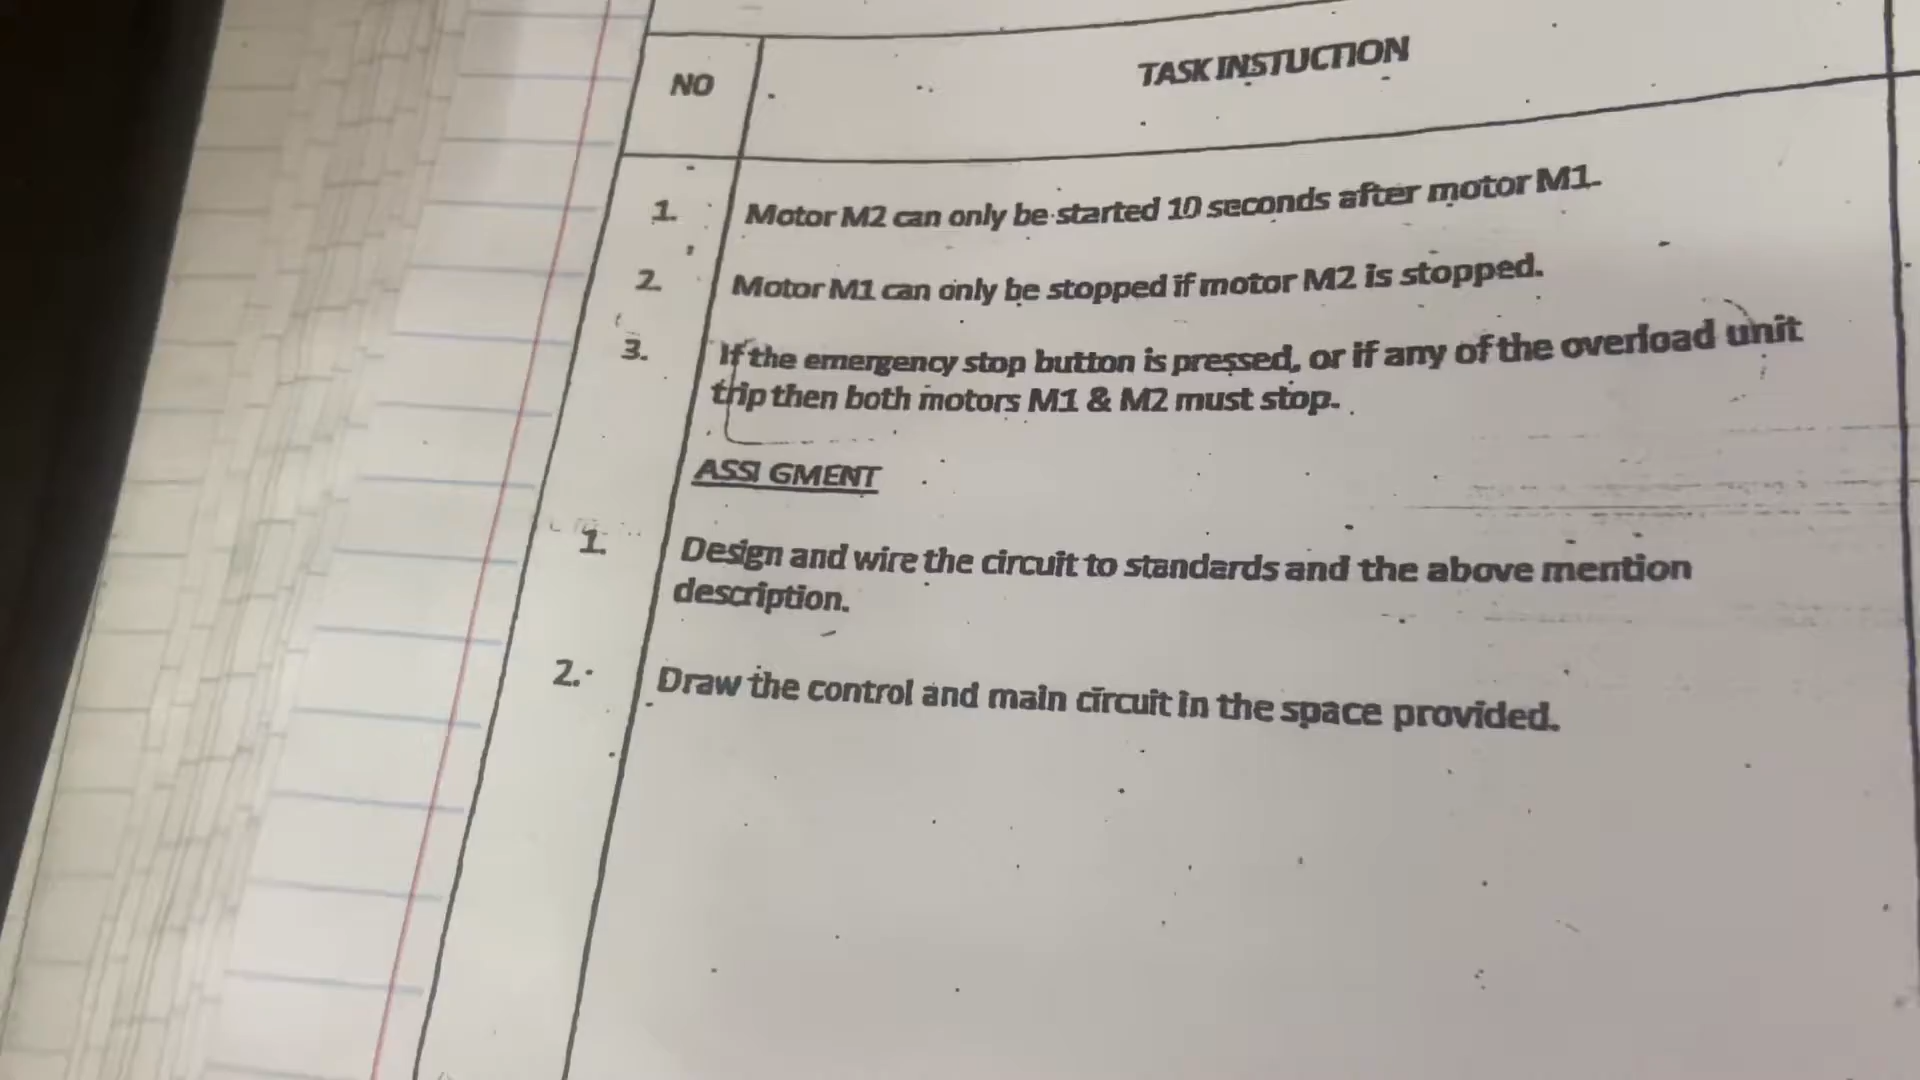 NO TASK INSTUCTION
1. Motor M2 can only be started 10 seconds after motor M1.
2. Motor M1 can only be stopped if motor M2 is stopped.
3. If the emergency stop button is pressed, or if any of the overload unit
trip then both motors M1 & M2 must stop.
ASSI GMENT
1. Design and wire the circuit to standards and the above mention
description.
2. Draw the control and main circuit in the space provided.